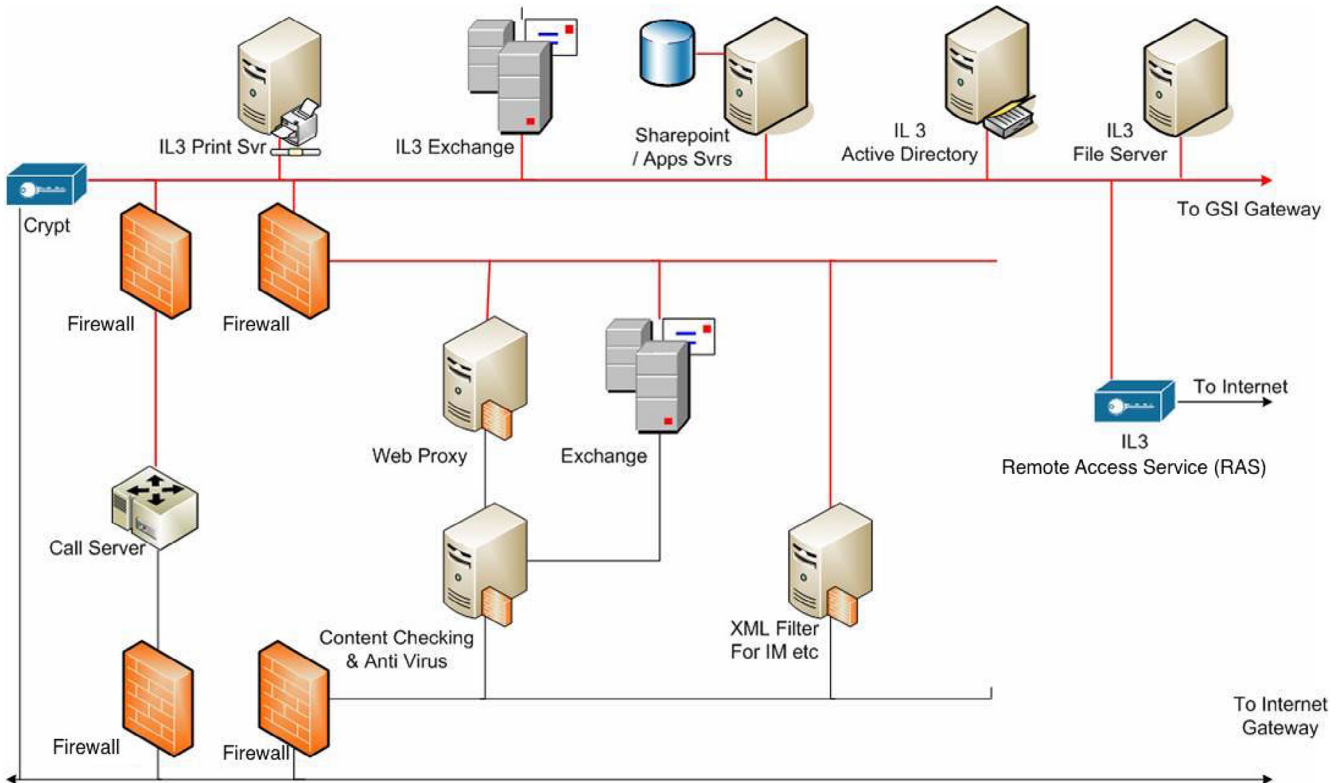 IL3 Print Svr
IL3 Exchange
Sharepoint
/ Apps Svrs
IL 3
Active Directory
IL3
File Server
Crypt
To GSI Gateway
Firewall
Firewall
To Internet
Web Proxy
Exchange
IL3
Remote Access Service (RAS)
Call Server
Content Checking
& Anti Virus
XML Filter
For IM etc
To Internet
Gateway
Firewall
Firewall